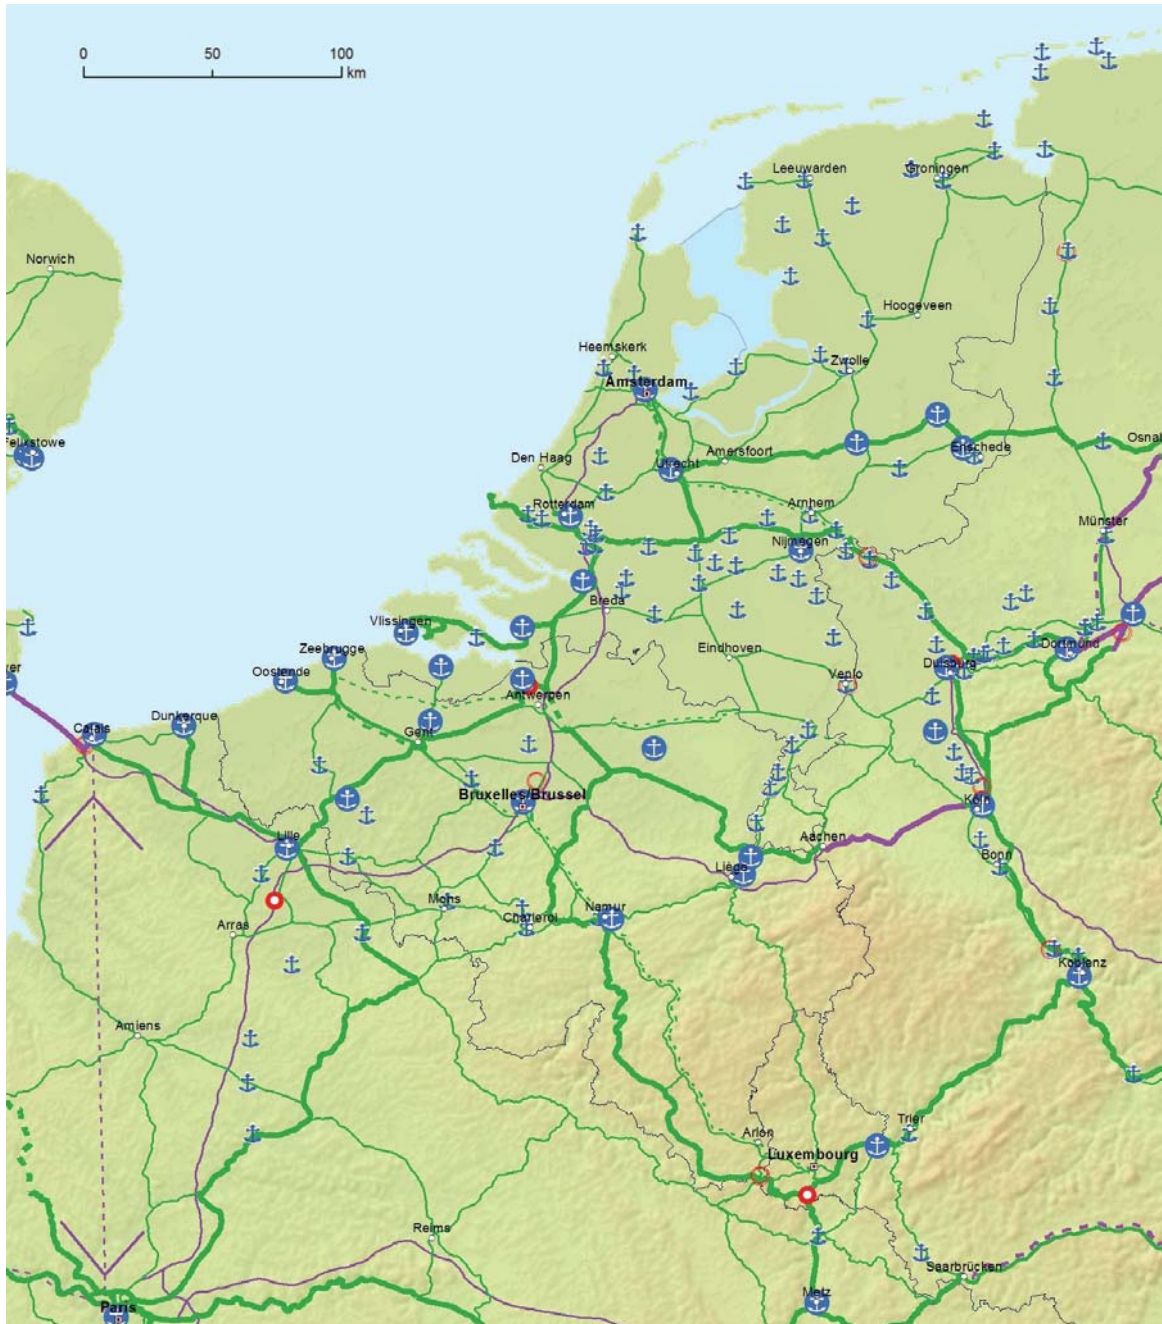 0 50 100
km
Leeuwarden
Groningen
Norwich
Hoogeveen
Heemskerk
Zwolle
Amsterdam
Felixstowe
Den Haag
Utrecht
Amersfoort
Enschede
Osnab
Rotterdam
Arnhem
Nijmegen
Münster
Breda
Vlissingen
Zeebrugge
Eindhoven
Dortmund
Oostende
Duisburg
ver
Venlo
Antwerpen
Dunkerque
Calais
Gent
Bruxelles/Brussel
Köln
Lille
Aachen
Bonn
Liège
Mons
Namur
Charleroi
Arras
Koblenz
Amiens
Trier
Arlon
Luxembourg
Reims
Saarbrücken
Metz
Paris